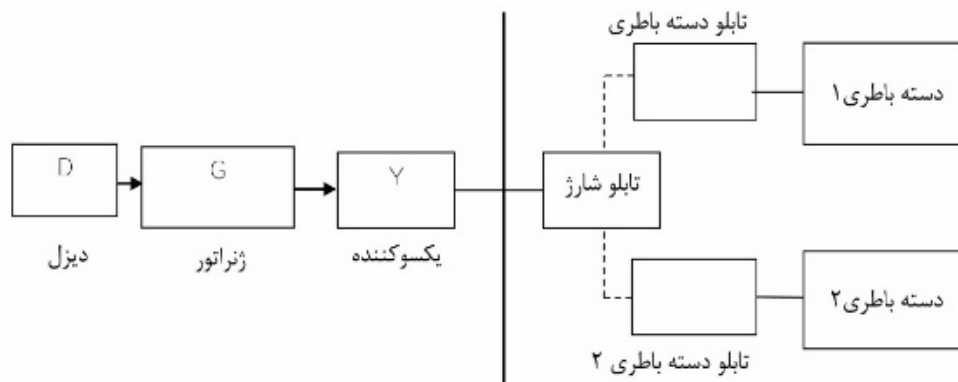 تابلو دسته باطری
دسته باطری۱
D
G
Y
تابلو شارژ
دیزل
ژنراتور
یکسوکننده
دسته باطری۲
تابلو دسته باطری ۲